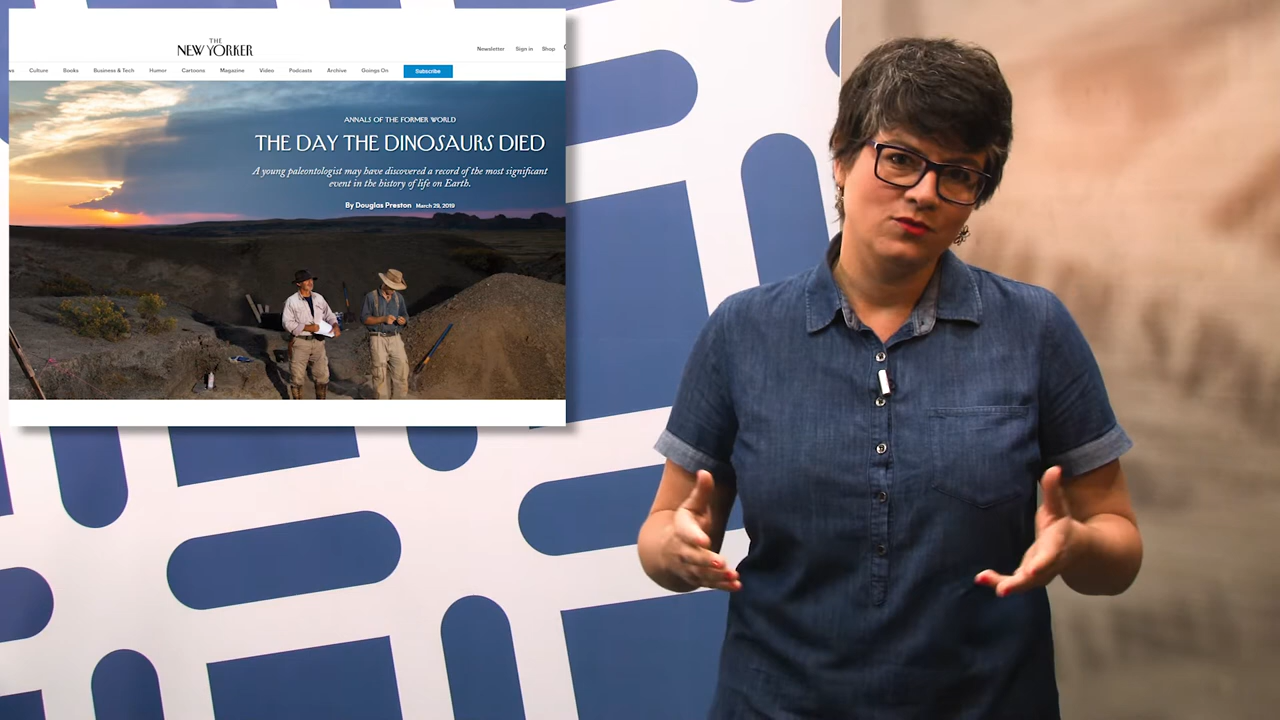 THE
NEW YORKER
Newsletter Sign in Shop
Culture Books Business & Tech Humor Cartoons Magazine Video Podcasts Archive Goings On Subscribe
ANNALS OF THE FORMER WORLD
THE DAY THE DINOSAURS DIED
A young paleontologist may have discovered a record of the most significant
event in the history of life on Earth.
By Douglas Preston March 29, 2019